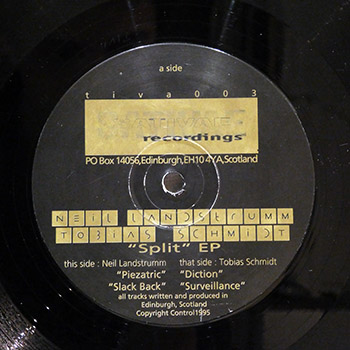 a side
tiva003
SATIVAE
recordings
PO Box 14056,Edinburgh,EH10 4YA,Scotland
NEIL LANDSTRUMM
TOBIAS SCHMIDT
"Split" EP
this side : Neil Landstrumm that side : Tobias Schmidt
"Piezatric" "Diction"
"Slack Back" "Surveillance"
all tracks written and produced in
Edinburgh, Scotland
Copyright Control1995